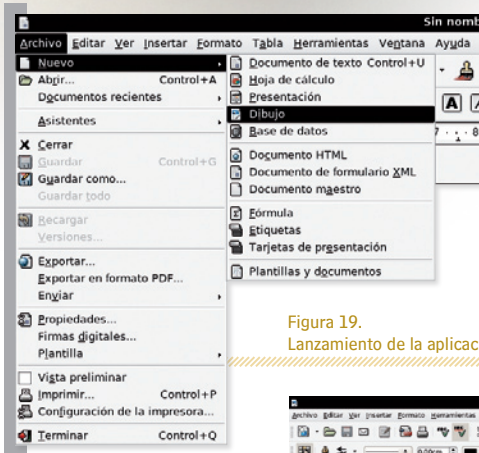 Sin nomb
Archivo Editar Ver Insertar Formato Tabla Herramientas Ventana Ayuda
Nuevo
Abrir... Control+A
Documentos recientes
Asistentes
Cerrar
Guardar Control+G
Guardar como...
Guardar todo
Recargar
Versiones...
Exportar...
Exportar en formato PDF...
Enviar
Propiedades...
Firmas digitales...
Plantilla
Vista preliminar
Imprimir... Control+P
Configuración de la impresora...
Terminar Control+Q
Documento de texto Control+U
Hoja de cálculo
Presentación
Dibujo
Base de datos
Documento HTML
Documento de formulario XML
Documento maestro
Fórmula
Etiquetas
Tarjetas de presentación
Plantillas y documentos
A
7 · 8
Figura 19.
Lanzamiento de la aplicac
Archivo Editar Ver Insertar Formato Herramientas
0,00cm